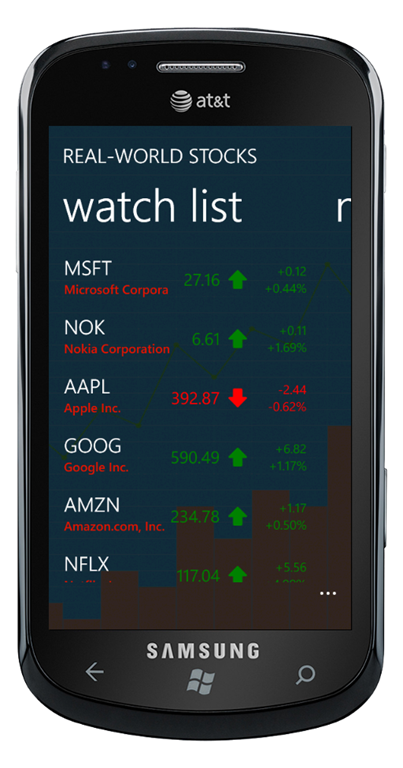 at&t
REAL-WORLD STOCKS
watch list
MSFT
Microsoft Corpora
27.16
+0.12
+0.44%
NOK
Nokia Corporation
6.61
+0.11
+1.69%
AAPL
Apple Inc.
392.87
-2.44
-0.62%
GOOG
Google Inc.
590.49
+6.82
+1.17%
AMZN
Amazon.com, Inc.
234.78
+1.17
+0.50%
NFLX
117.04
+5.56
...
SAMSUNG